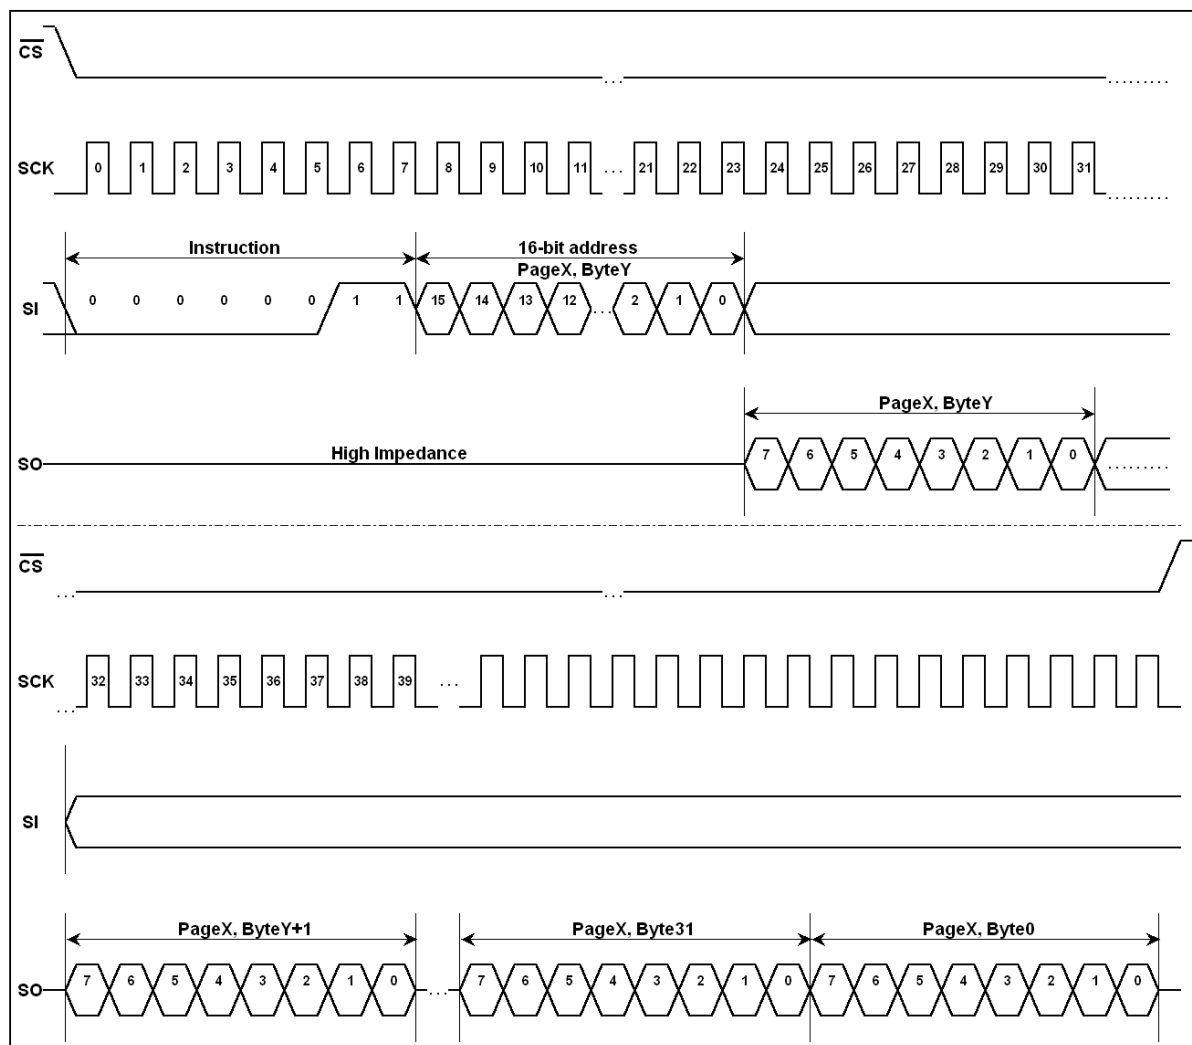 CS
...
.........
SCK 0 1 2 3 4 5 6 7 8 9 10 11 ... 21 22 23 24 25 26 27 28 29 30 31
.........
Instruction 16-bit address
PageX, ByteY
SI 0 0 0 0 0 0 1 1 15 14 13 12 ... 2 1 0
PageX, ByteY
SO High Impedance 7 6 5 4 3 2 1 0 .........
CS
... ...
SCK 32 33 34 35 36 37 38 39 ...
...
SI
PageX, ByteY+1 PageX, Byte31 PageX, Byte0
SO 7 6 5 4 3 2 1 0 ... 7 6 5 4 3 2 1 0 7 6 5 4 3 2 1 0